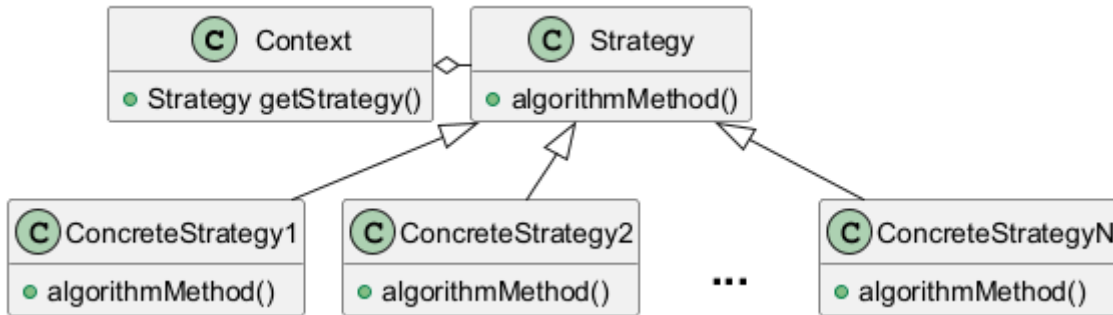 C Context
Strategy getStrategy()
C Strategy
algorithmMethod()
C ConcreteStrategy1
algorithmMethod()
C ConcreteStrategy2
algorithmMethod()
...
C ConcreteStrategyN
algorithmMethod()